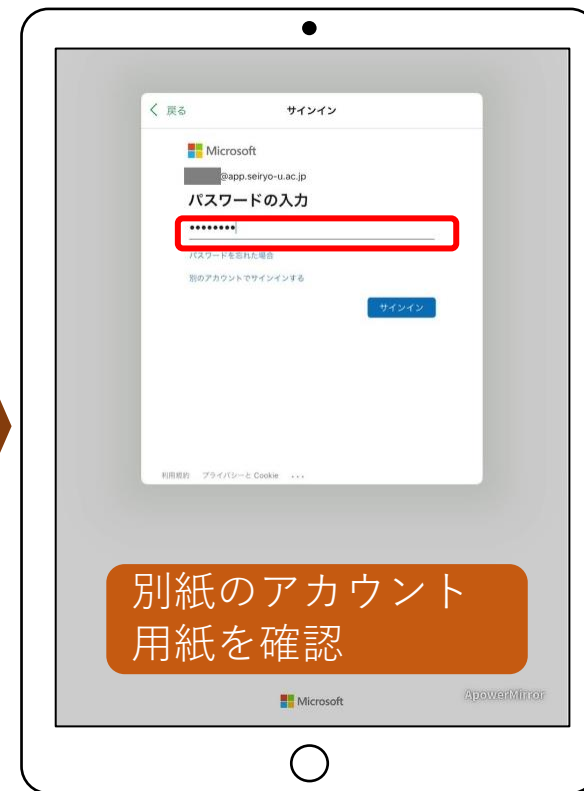 戻る
サインイン
Microsoft
@app.seiryo-u.ac.jp
パスワードの入力
••••••••
パスワードを忘れた場合
別のアカウントでサインインする
サインイン
利用規約 プライバシーと Cookie ...
別紙のアカウント
用紙を確認
Microsoft
ApowerMirror